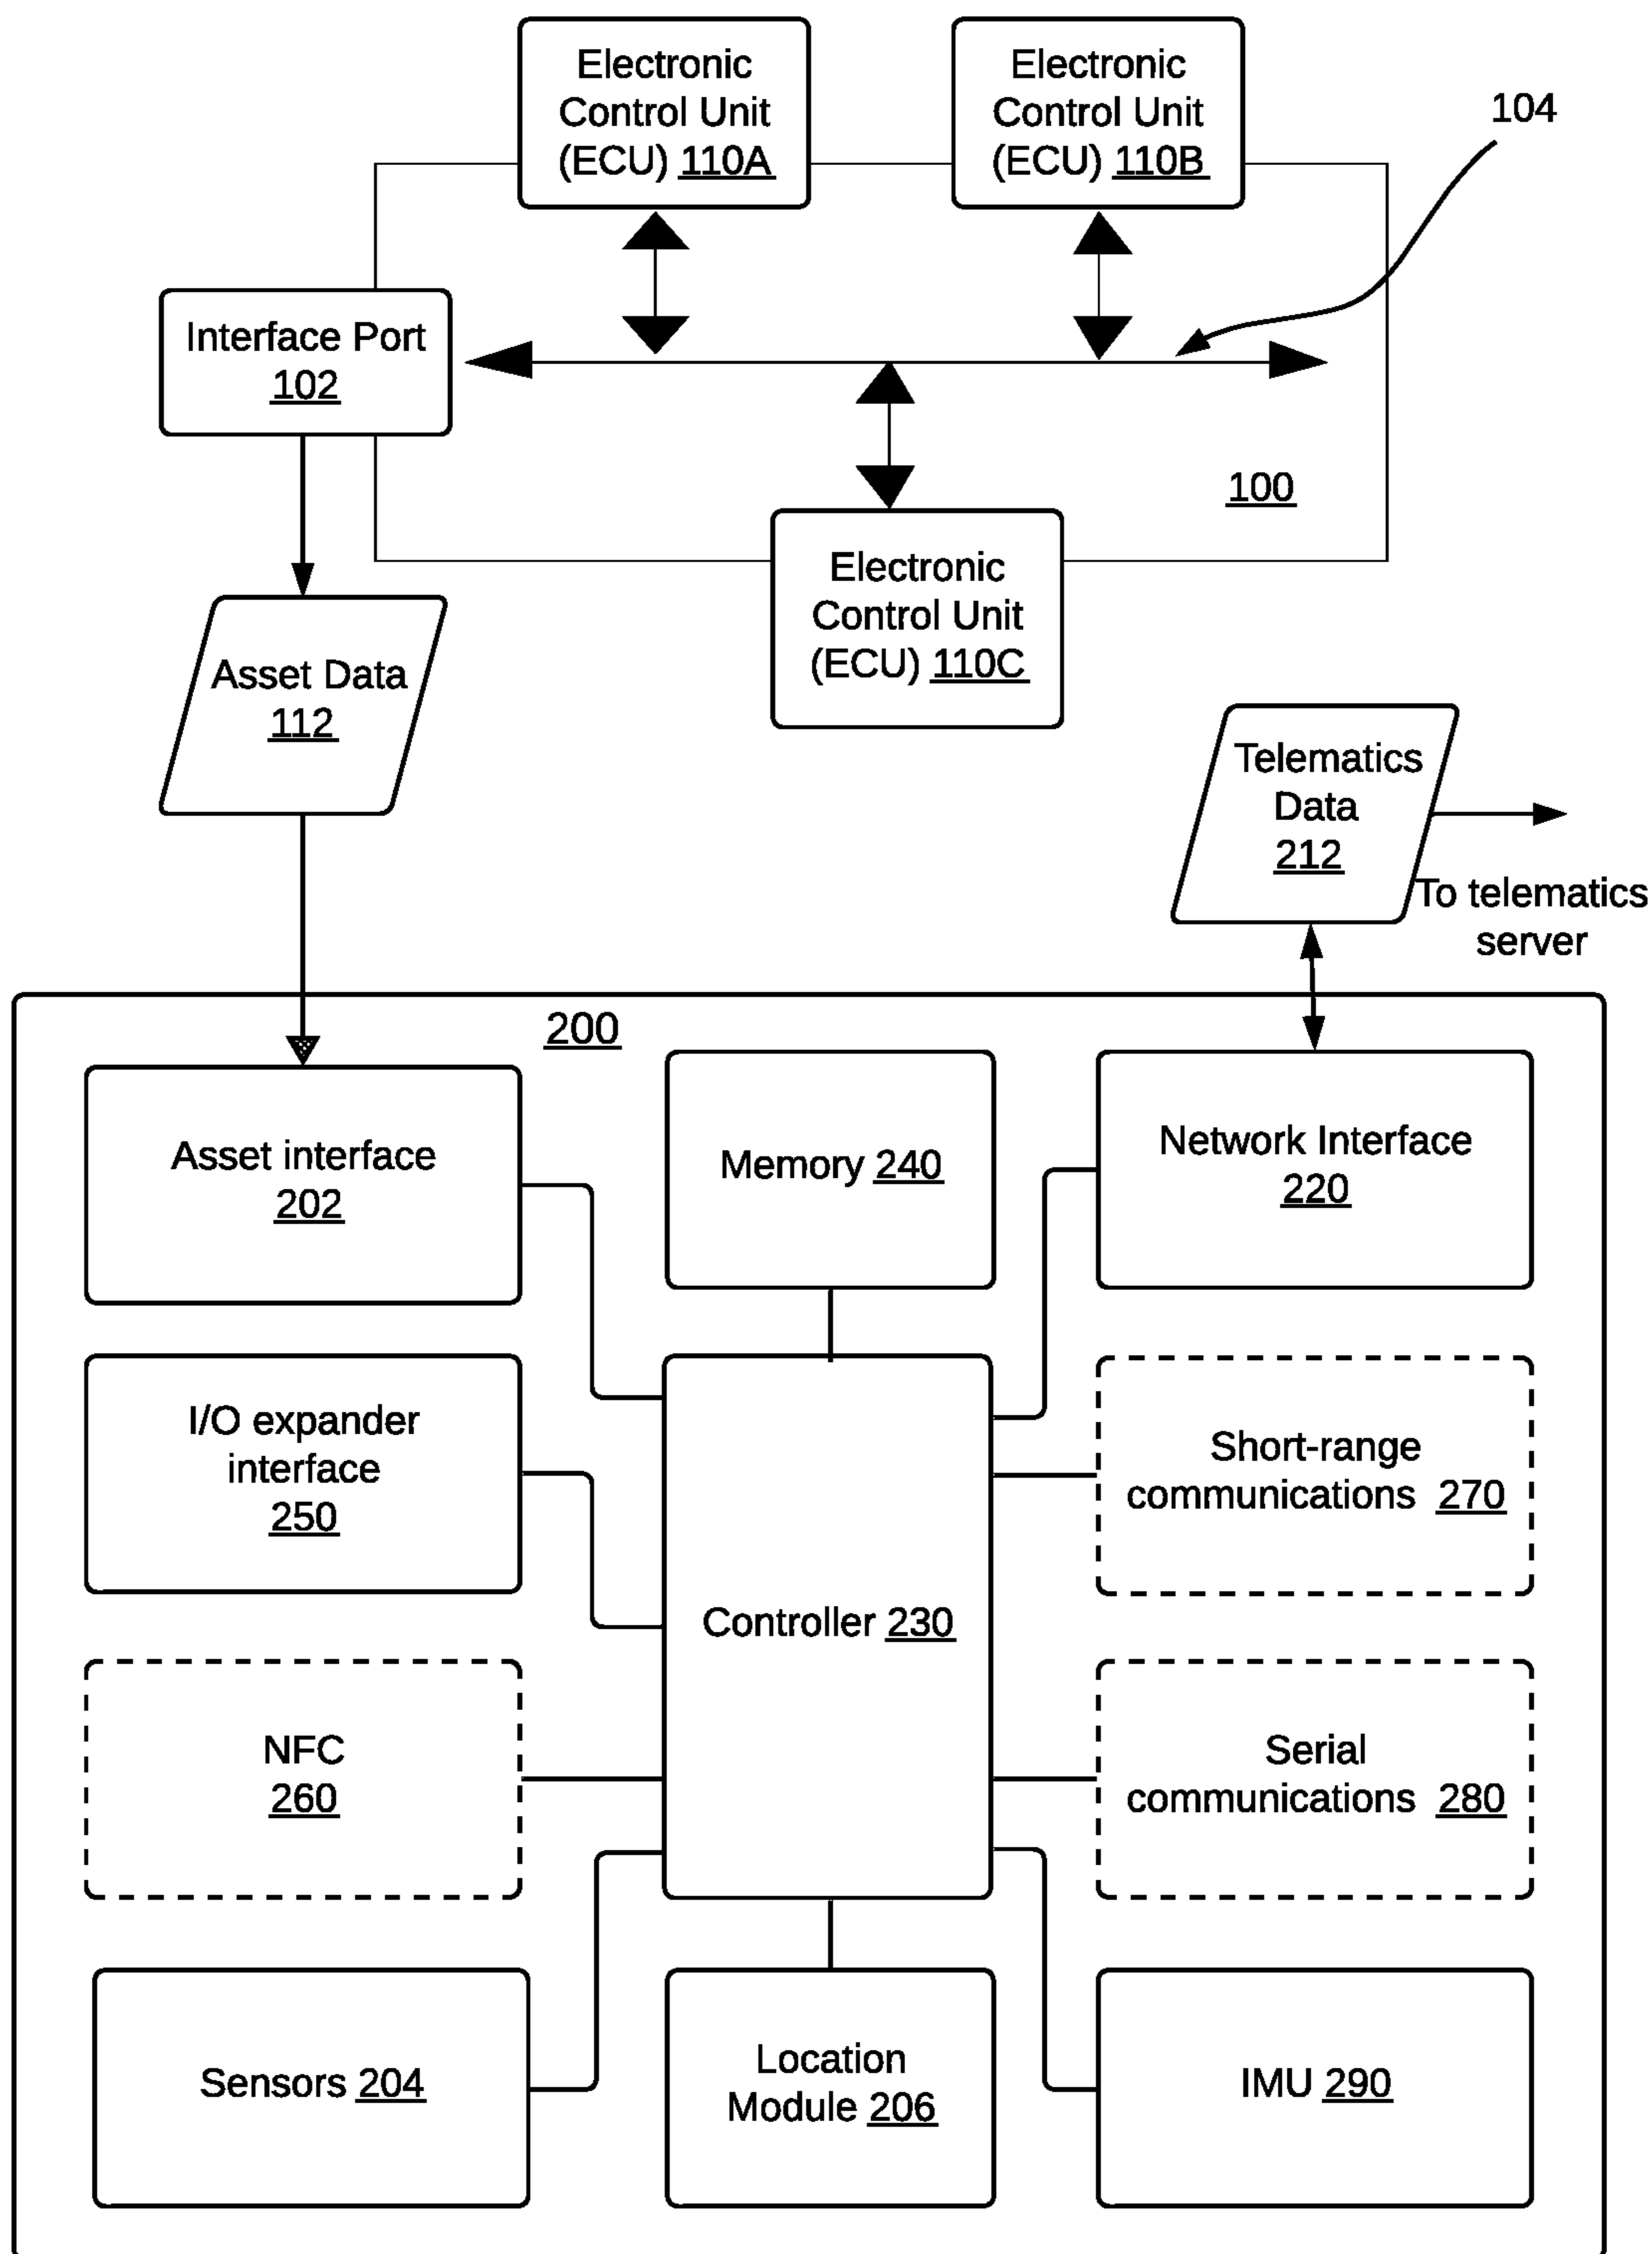 Electronic
Control Unit
(ECU) 110A
Electronic
Control Unit
(ECU) 110B
104
Interface Port
102
100
Electronic
Control Unit
(ECU) 110C
Asset Data
112
Telematics
Data
212
To telematics
server
200
Asset interface
202
Memory 240
Network Interface
220
I/O expander
interface
250
Short-range
communications 270
Controller 230
NFC
260
Serial
communications 280
Sensors 204
Location
Module 206
IMU 290